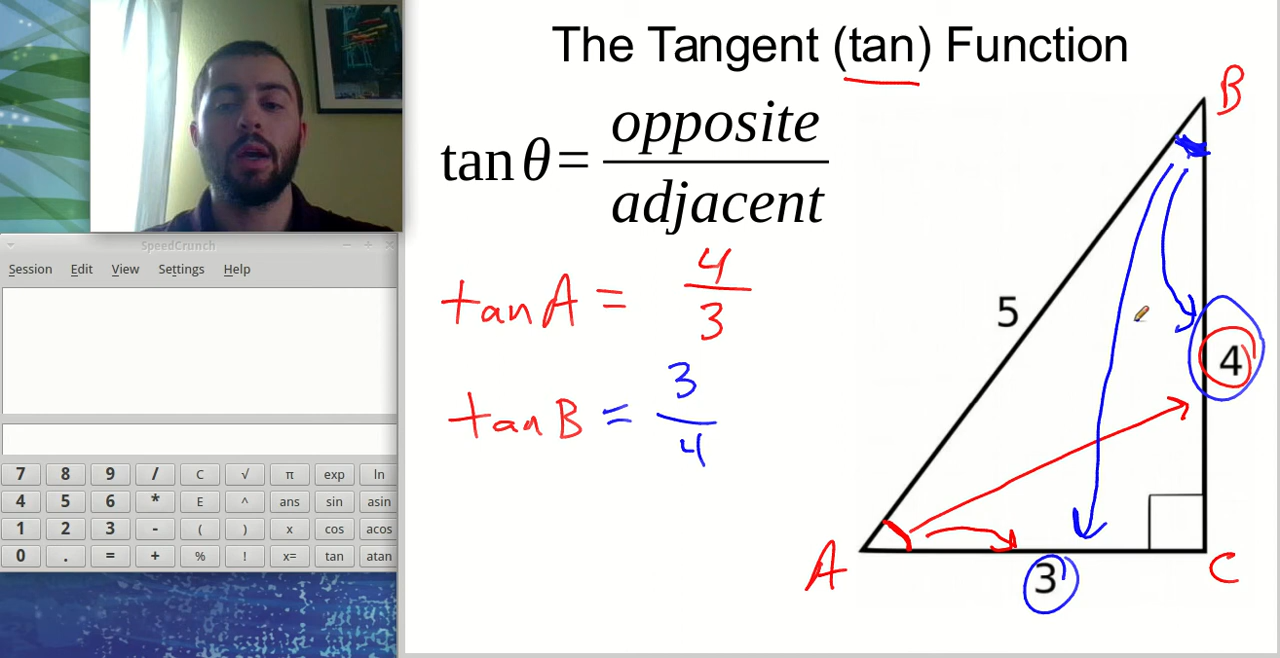 The Tangent (tan) Function
tan θ = opposite / adjacent
tan A = 4 / 3
tan B = 3 / 4
B
5
4
A
3
C
SpeedCrunch
Session Edit View Settings Help
7 8 9 / C √ π exp ln
4 5 6 * E ^ ans sin asin
1 2 3 - ( ) x cos acos
0 . = + % ! x= tan atan